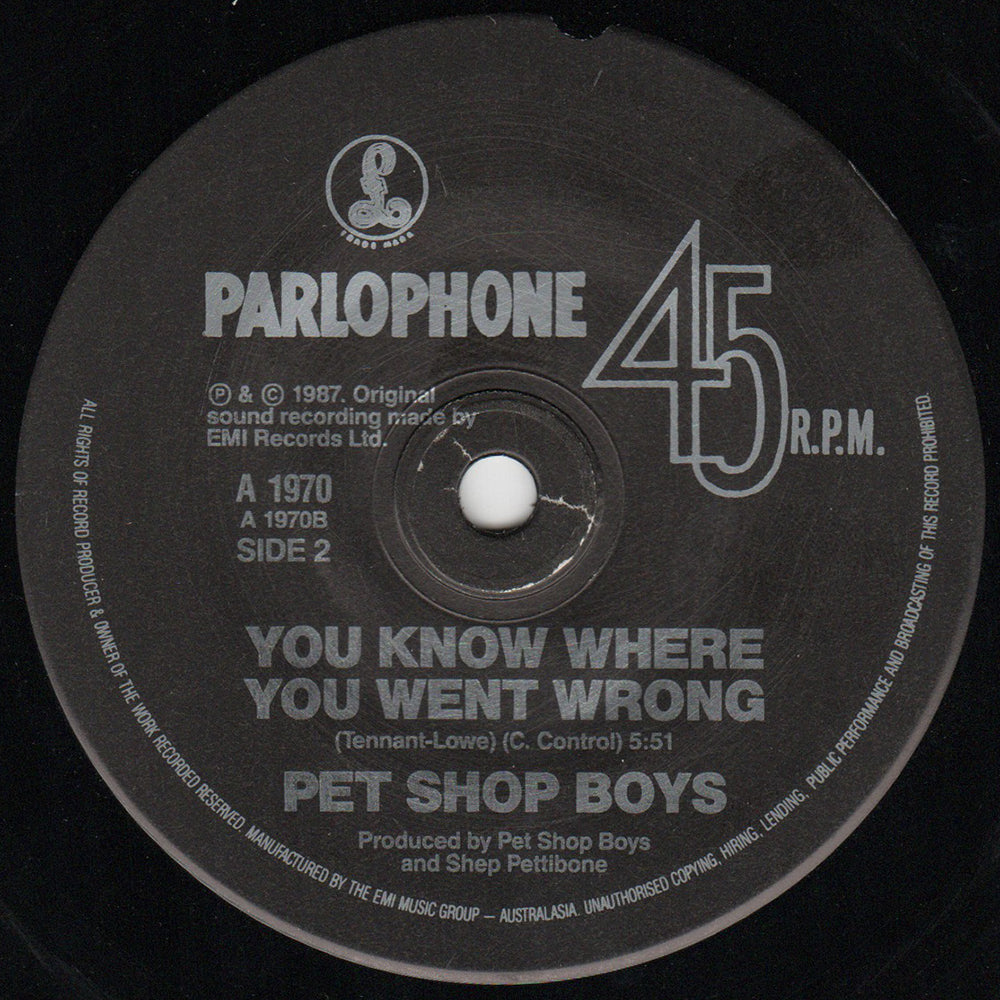 £
TRADE MARK
PARLOPHONE
45 R.P.M.
Ⓟ & © 1987. Original
sound recording made by
EMI Records Ltd.
A 1970
A 1970B
SIDE 2
YOU KNOW WHERE
YOU WENT WRONG
(Tennant-Lowe) (C. Control) 5:51
PET SHOP BOYS
Produced by Pet Shop Boys
and Shep Pettibone
ALL RIGHTS OF RECORD PRODUCER & OWNER OF THE WORK RECORDED RESERVED. MANUFACTURED BY THE EMI MUSIC GROUP – AUSTRALASIA. UNAUTHORISED COPYING, HIRING, LENDING, PUBLIC PERFORMANCE AND BROADCASTING OF THIS RECORD PROHIBITED.